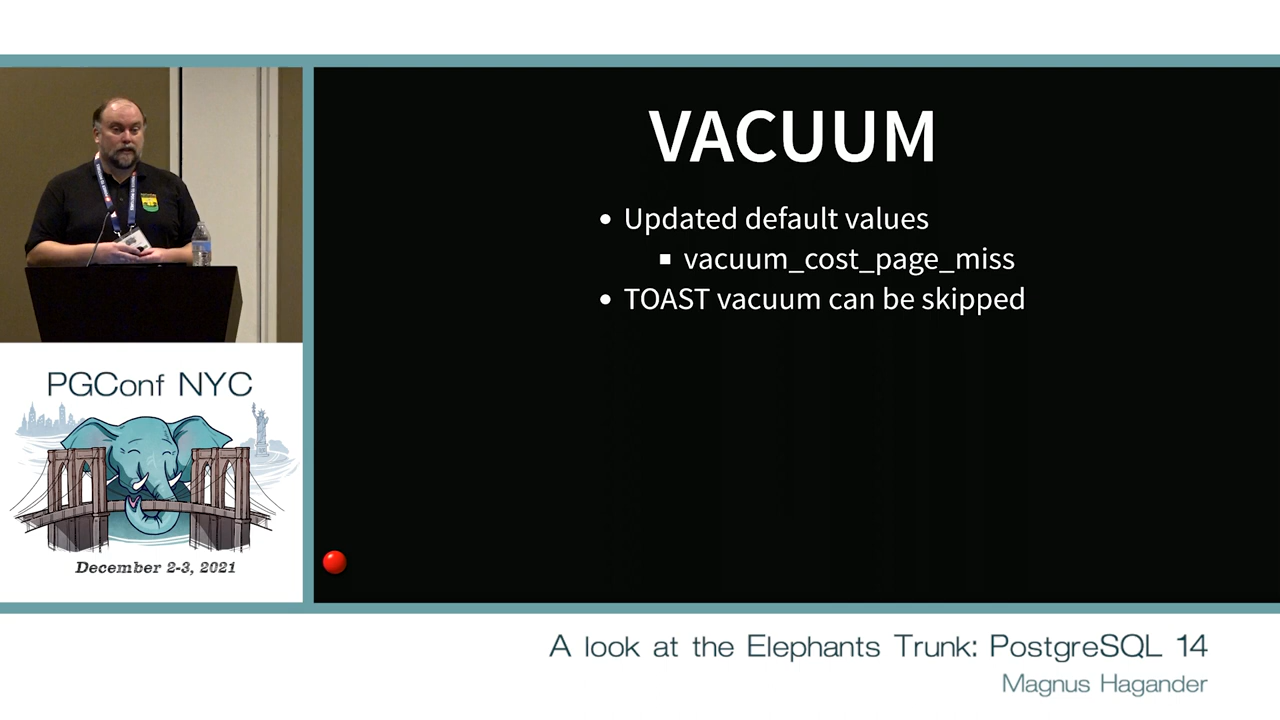 VACUUM
Updated default values
vacuum_cost_page_miss
TOAST vacuum can be skipped
PGConf NYC
December 2-3, 2021
A look at the Elephants Trunk: PostgreSQL 14
Magnus Hagander